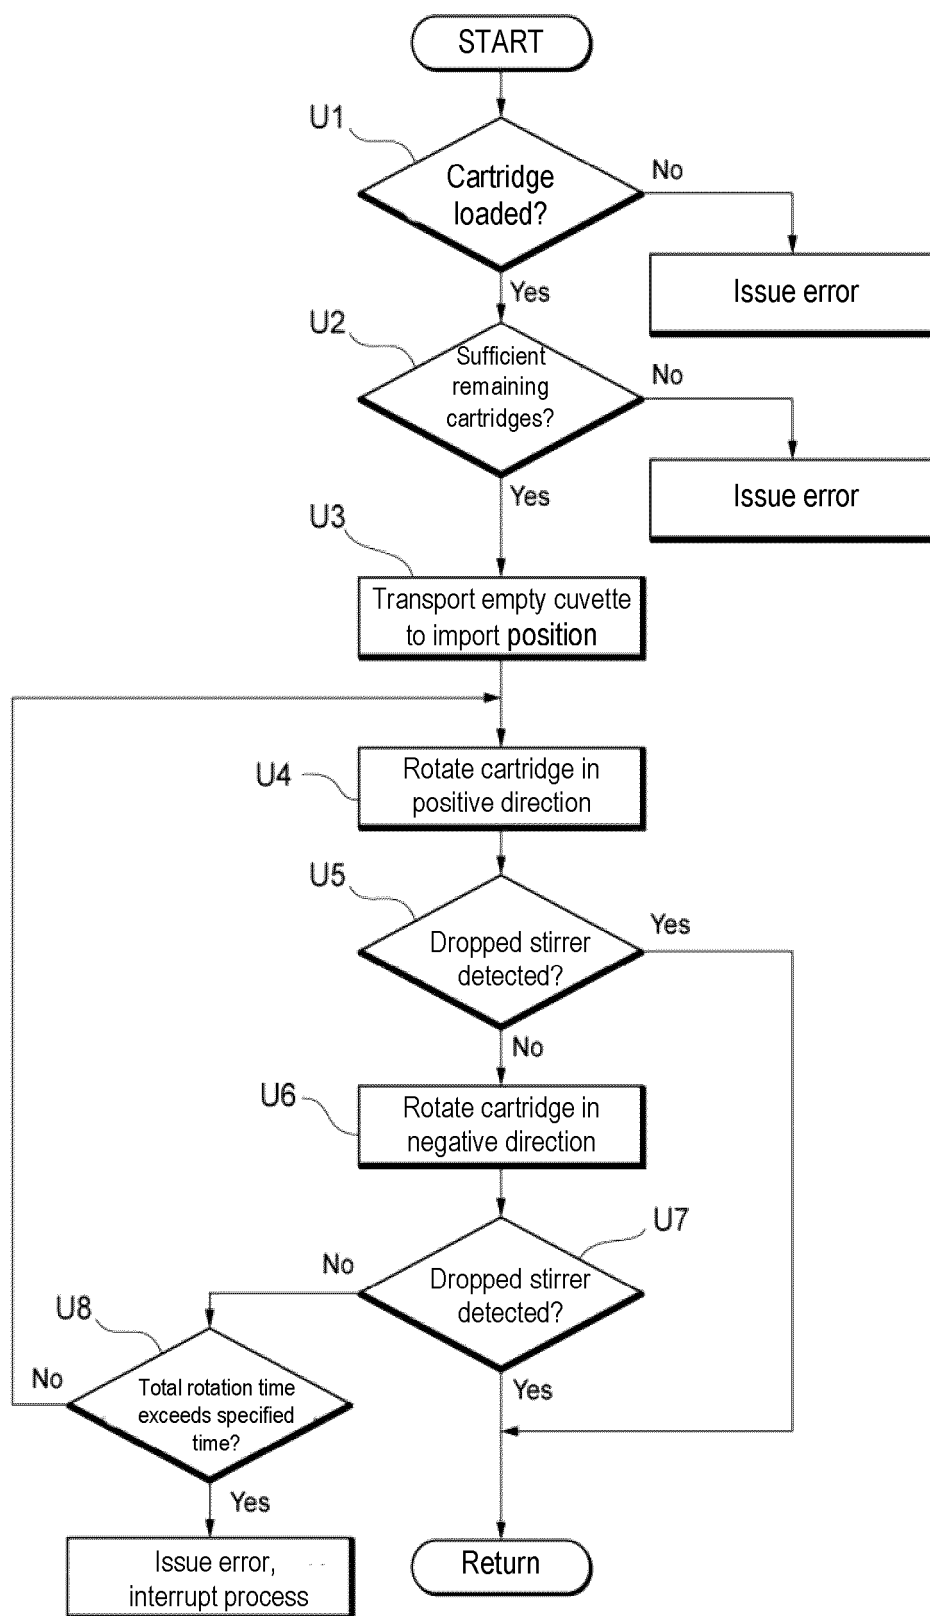 START
U1
Cartridge
loaded?
No
Issue error
Yes
U2
Sufficient
remaining
cartridges?
No
Issue error
Yes
U3
Transport empty cuvette
to import position
U4
Rotate cartridge in
positive direction
U5
Dropped stirrer
detected?
Yes
No
U6
Rotate cartridge in
negative direction
U7
Dropped stirrer
detected?
No
Yes
U8
Total rotation time
exceeds specified
time?
No
Yes
Issue error,
interrupt process
Return